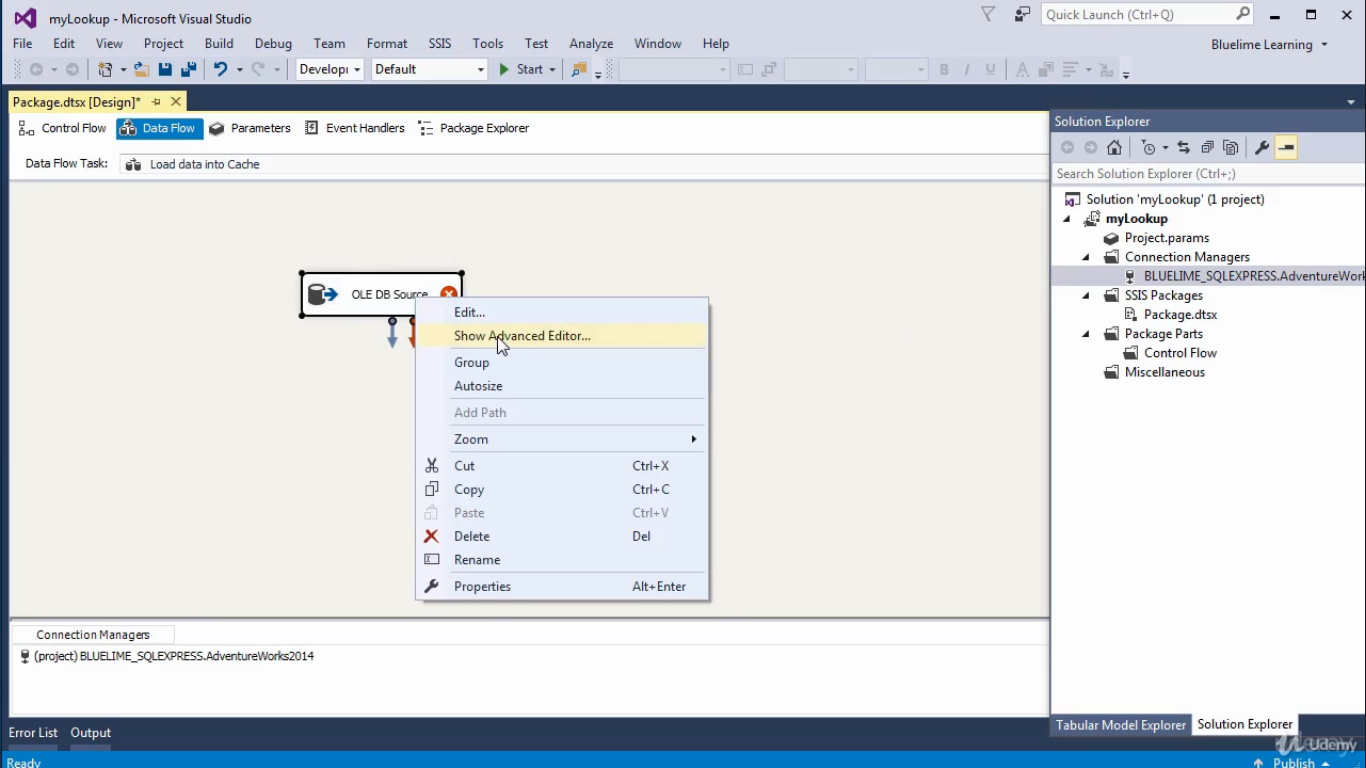 myLookup - Microsoft Visual Studio
Quick Launch (Ctrl+Q)
File Edit View Project Build Debug Team Format SSIS Tools Test Analyze Window Help
Bluelime Learning
Developı Default Start
Package.dtsx [Design]*
Control Flow Data Flow Parameters Event Handlers Package Explorer
Data Flow Task: Load data into Cache
OLE DB Source
Edit...
Show Advanced Editor...
Group
Autosize
Add Path
Zoom
Cut Ctrl+X
Copy Ctrl+C
Paste Ctrl+V
Delete Del
Rename
Properties Alt+Enter
Connection Managers
(project) BLUELIME_SQLEXPRESS.AdventureWorks2014
Solution Explorer
Search Solution Explorer (Ctrl+;)
Solution 'myLookup' (1 project)
myLookup
Project.params
Connection Managers
BLUELIME_SQLEXPRESS.AdventureWork
SSIS Packages
Package.dtsx
Package Parts
Control Flow
Miscellaneous
Tabular Model Explorer Solution Explorer
Error List Output
Udemy
Ready Publish